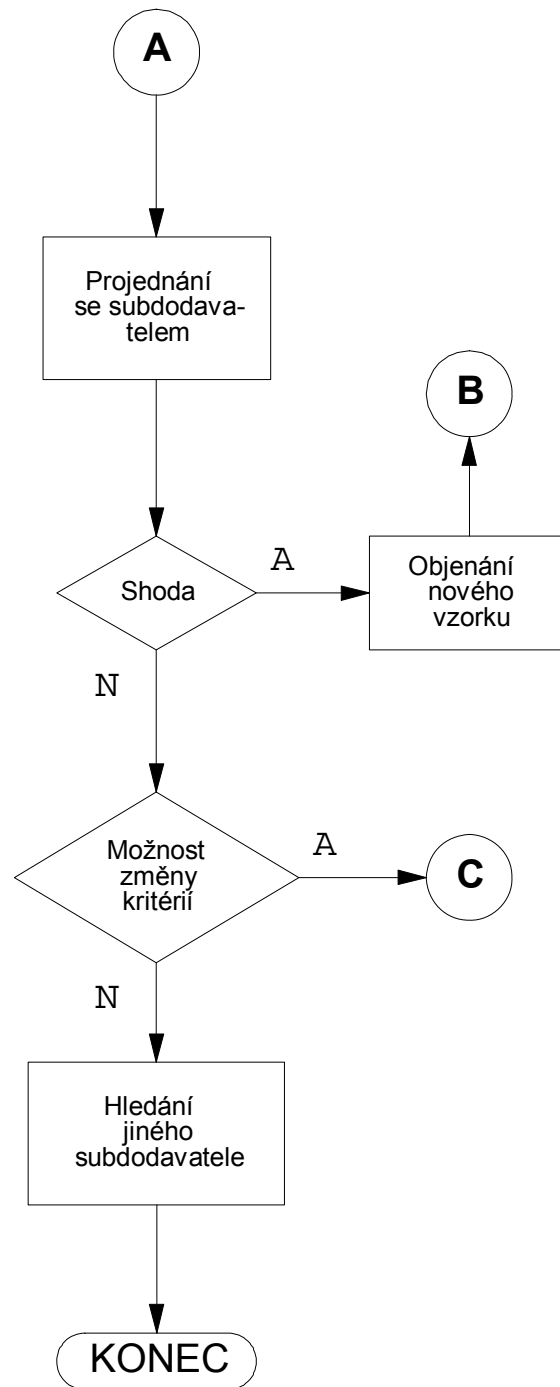 A
Projednání
se subdodava-
telem
B
Shoda
A
Objenání
nového
vzorku
N
Možnost
změny
kritérií
A
C
N
Hledání
jiného
subdodavatele
KONEC